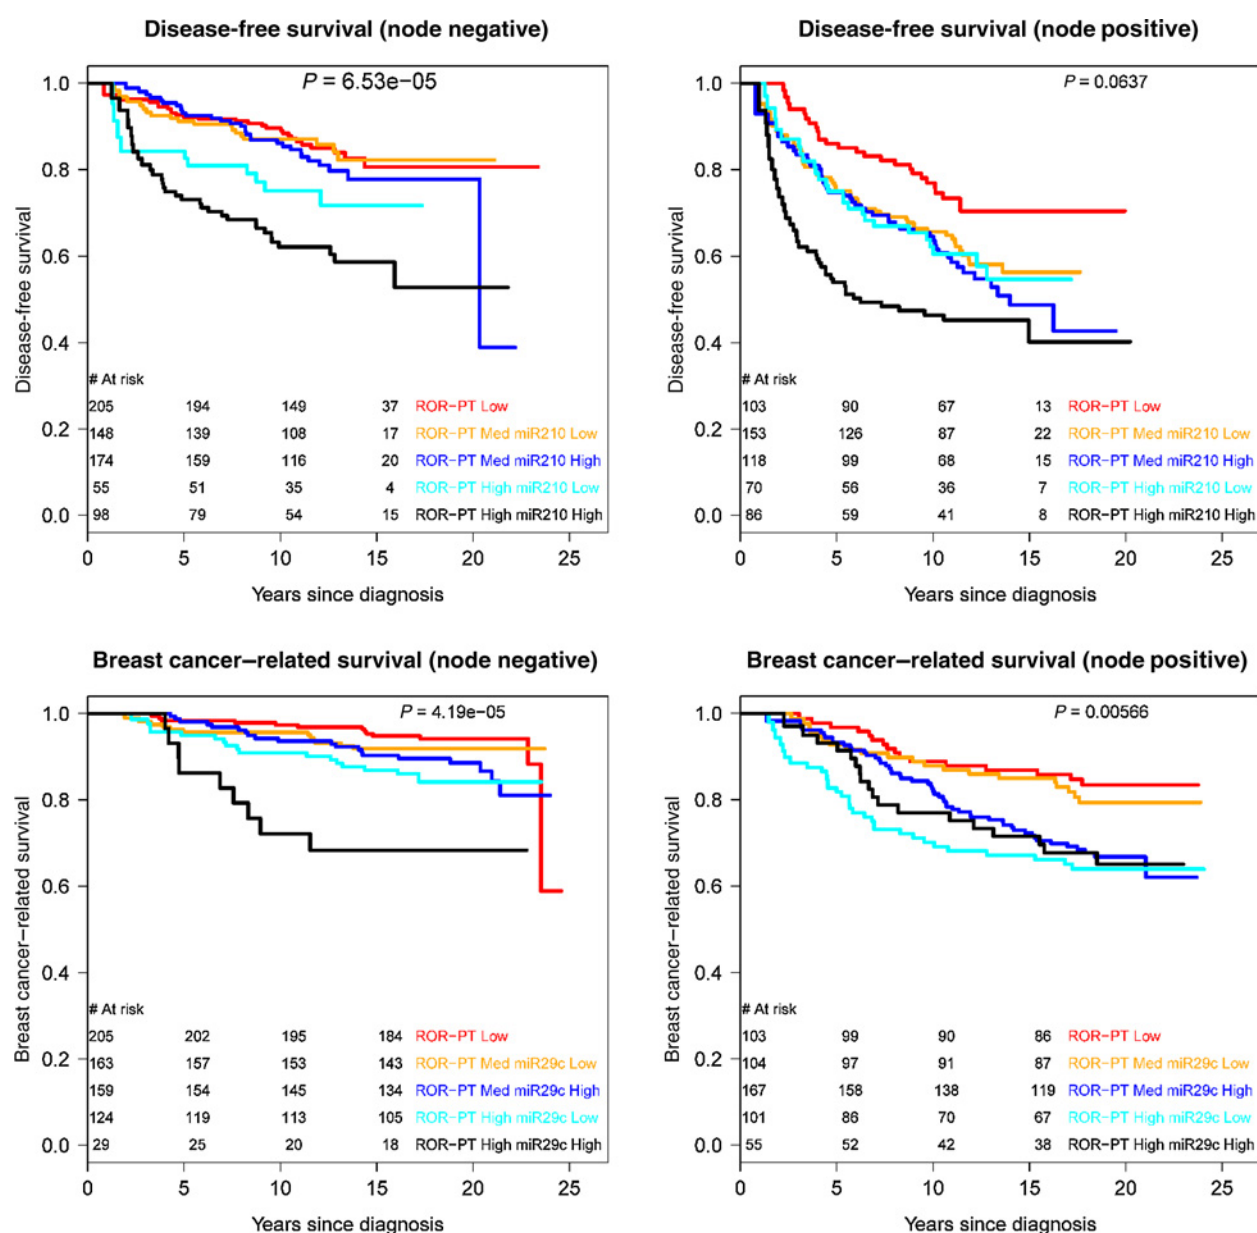 Disease-free survival (node negative)
P = 6.53e−05
1.0
0.8
0.6
0.4
0.2
0.0
Disease-free survival
# At risk
205 194 149 37 ROR−PT Low
148 139 108 17 ROR−PT Med miR210 Low
174 159 116 20 ROR−PT Med miR210 High
55 51 35 4 ROR−PT High miR210 Low
98 79 54 15 ROR−PT High miR210 High
0 5 10 15 20 25
Years since diagnosis
Disease-free survival (node positive)
P = 0.0637
1.0
0.8
0.6
0.4
0.2
0.0
Disease-free survival
# At risk
103 90 67 13 ROR−PT Low
153 126 87 22 ROR−PT Med miR210 Low
118 99 68 15 ROR−PT Med miR210 High
70 56 36 7 ROR−PT High miR210 Low
86 59 41 8 ROR−PT High miR210 High
0 5 10 15 20 25
Years since diagnosis
Breast cancer–related survival (node negative)
P = 4.19e−05
1.0
0.8
0.6
0.4
0.2
0.0
Breast cancer–related survival
# At risk
205 202 195 184 ROR−PT Low
163 157 153 143 ROR−PT Med miR29c Low
159 154 145 134 ROR−PT Med miR29c High
124 119 113 105 ROR−PT High miR29c Low
29 25 20 18 ROR−PT High miR29c High
0 5 10 15 20 25
Years since diagnosis
Breast cancer–related survival (node positive)
P = 0.00566
1.0
0.8
0.6
0.4
0.2
0.0
Breast cancer–related survival
# At risk
103 99 90 86 ROR−PT Low
104 97 91 87 ROR−PT Med miR29c Low
167 158 138 119 ROR−PT Med miR29c High
101 86 70 67 ROR−PT High miR29c Low
55 52 42 38 ROR−PT High miR29c High
0 5 10 15 20 25
Years since diagnosis